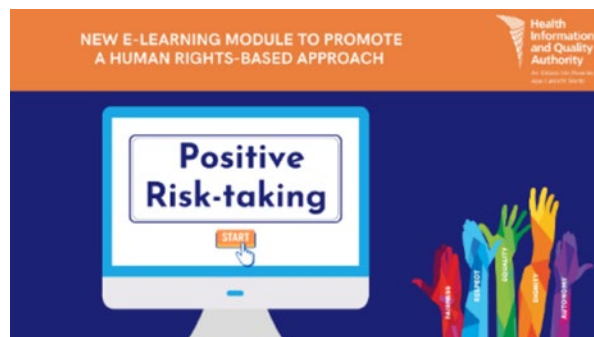 NEW E-LEARNING MODULE TO PROMOTE
A HUMAN RIGHTS-BASED APPROACH
Health
Information
and Quality
Authority
Positive
Risk-taking
START
FAIRNESS
RESPECT
EQUALITY
DIGNITY
AUTONOMY